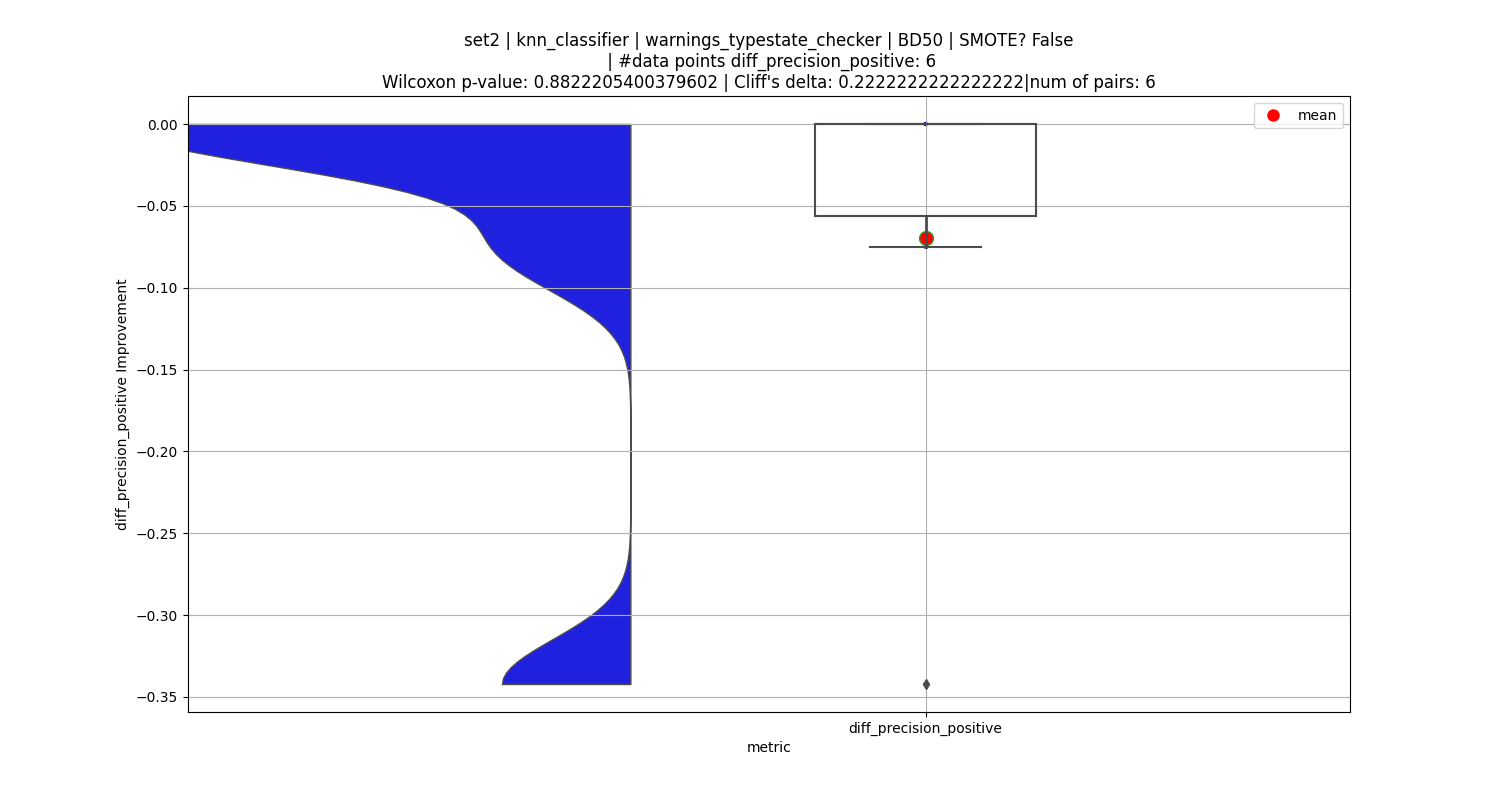 set2 | knn_classifier | warnings_typestate_checker | BD50 | SMOTE? False
| #data points diff_precision_positive: 6
Wilcoxon p-value: 0.8822205400379602 | Cliff's delta: 0.2222222222222222|num of pairs: 6
mean
0.00
−0.05
−0.10
−0.15
−0.20
−0.25
−0.30
−0.35
diff_precision_positive Improvement
diff_precision_positive
metric